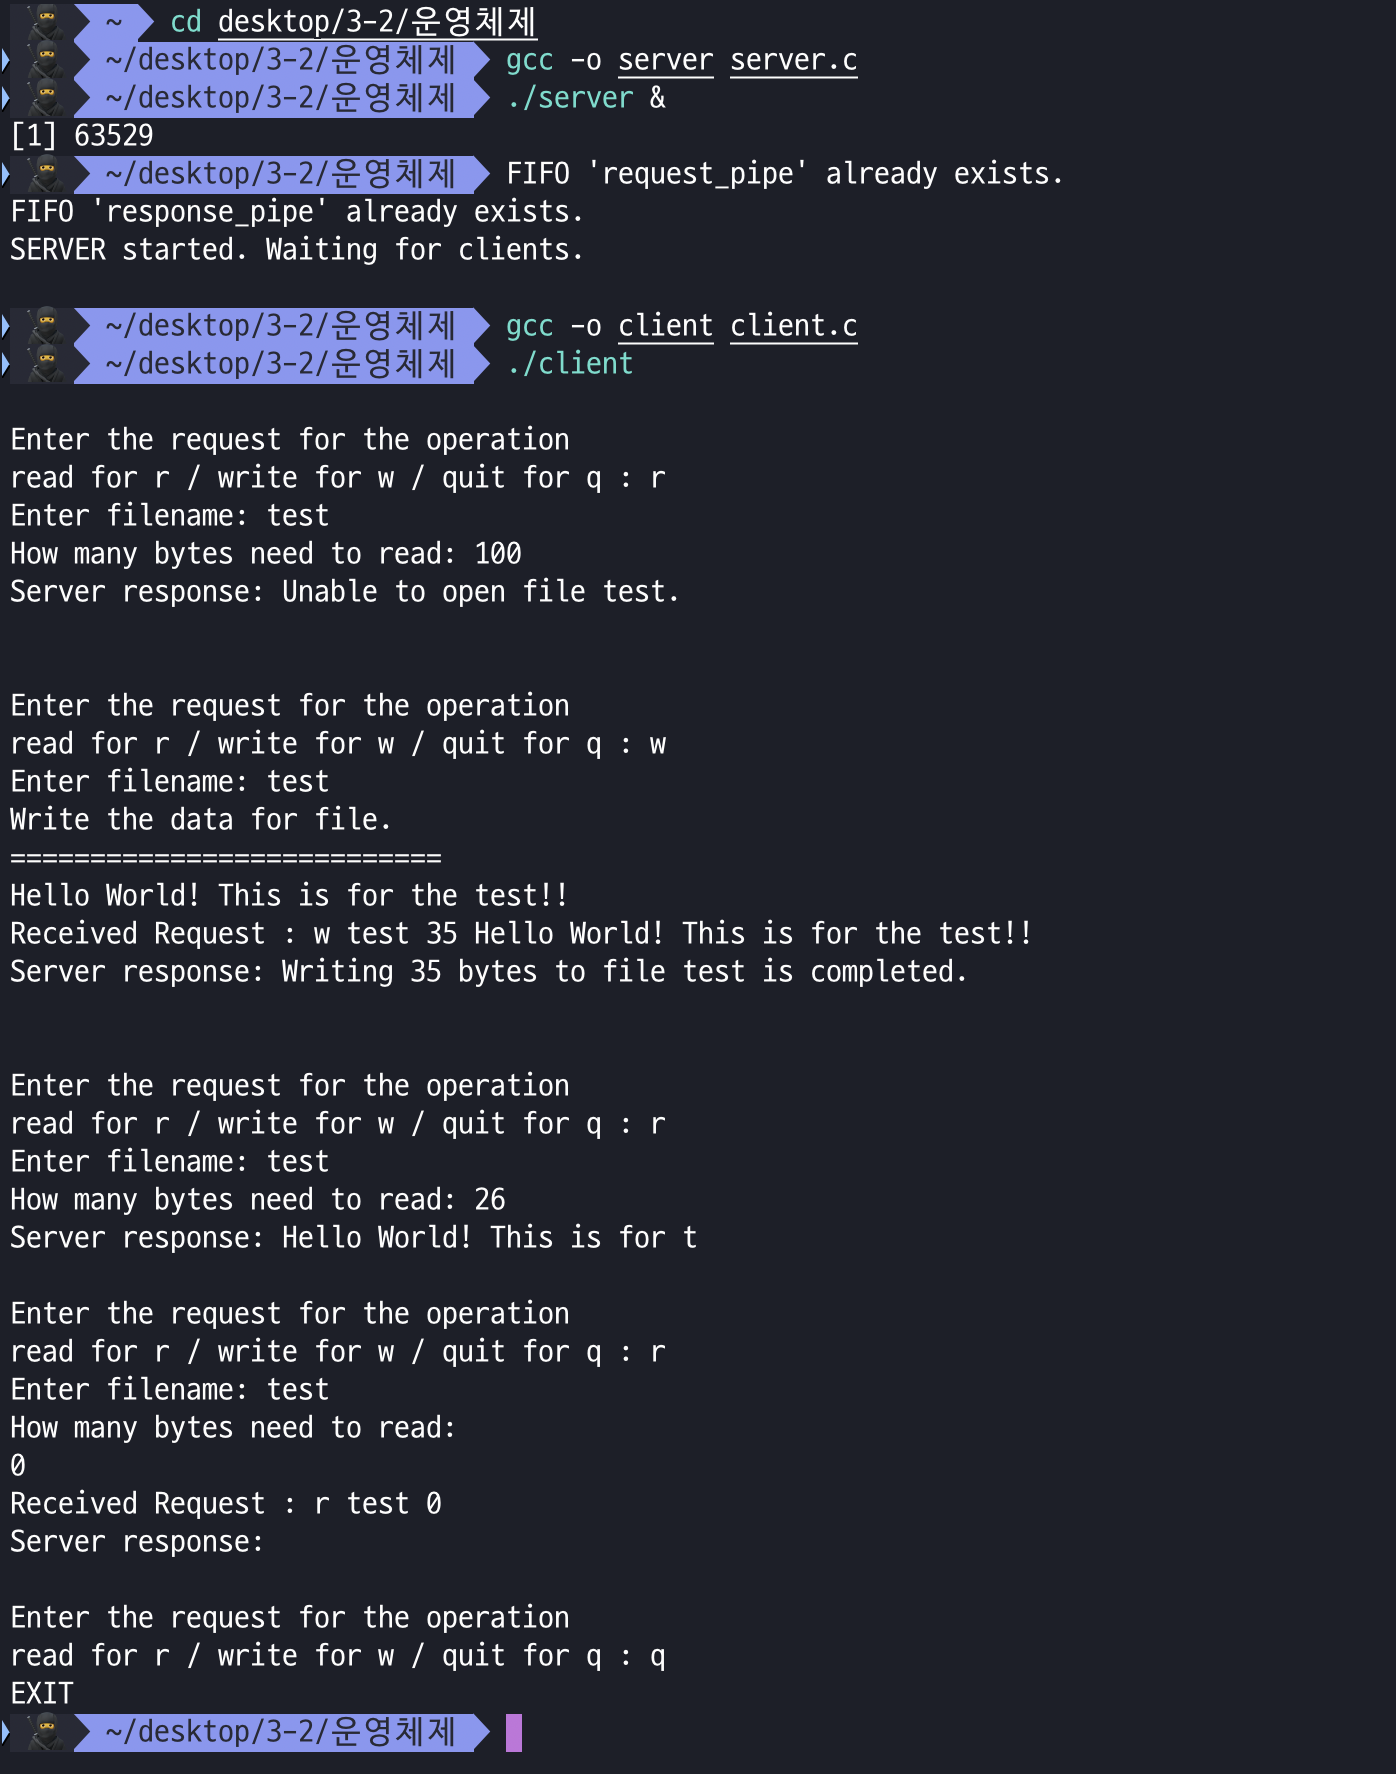 ~ cd desktop/3-2/운영체제
~/desktop/3-2/운영체제 gcc -o server server.c
~/desktop/3-2/운영체제 ./server &
[1] 63529
~/desktop/3-2/운영체제 FIFO 'request_pipe' already exists.
FIFO 'response_pipe' already exists.
SERVER started. Waiting for clients.
~/desktop/3-2/운영체제 gcc -o client client.c
~/desktop/3-2/운영체제 ./client
Enter the request for the operation
read for r / write for w / quit for q : r
Enter filename: test
How many bytes need to read: 100
Server response: Unable to open file test.
Enter the request for the operation
read for r / write for w / quit for q : w
Enter filename: test
Write the data for file.
===========================
Hello World! This is for the test!!
Received Request : w test 35 Hello World! This is for the test!!
Server response: Writing 35 bytes to file test is completed.
Enter the request for the operation
read for r / write for w / quit for q : r
Enter filename: test
How many bytes need to read: 26
Server response: Hello World! This is for t
Enter the request for the operation
read for r / write for w / quit for q : r
Enter filename: test
How many bytes need to read:
0
Received Request : r test 0
Server response:
Enter the request for the operation
read for r / write for w / quit for q : q
EXIT
~/desktop/3-2/운영체제